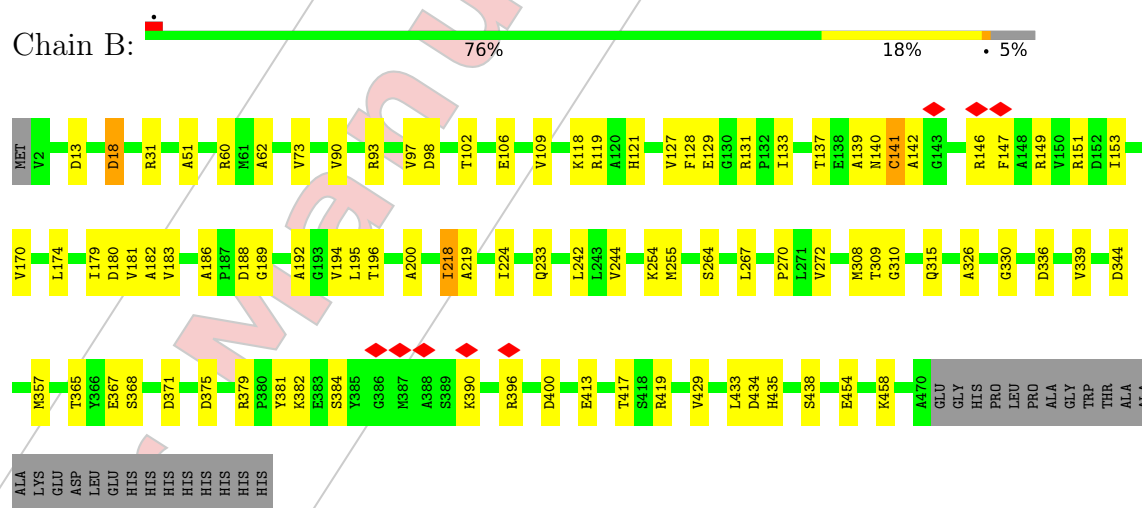 Chain B:
76% 18% • 5%
MET V2 D13 D18 R31 A51 R60 M61 A62 V73 V90 R93 V97 D98 T102 E106 V109 K118 R119 A120 H121 V127 F128 E129 G130 R131 P132 I133 T137 E138 A139 N140 C141 A142 G143 R146 F147 A148 R149 V150 R151 D152 I153
V170 L174 I179 D180 V181 A182 V183 A186 P187 D188 G189 A192 G193 V194 L195 T196 A200 I218 A219 I224 Q233 L242 L243 V244 K254 M255 S264 L267 P270 L271 V272 M308 T309 G310 Q315 A326 G330 D336 V339 D344
M357 T365 Y366 E367 S368 D371 D375 R379 P380 Y381 K382 E383 S384 Y385 G386 M387 A388 S389 K390 R396 D400 E413 T417 S418 R419 V429 L433 D434 H435 S438 E454 K458 A470 GLU GLY HIS PRO LEU PRO ALA GLY TRP THR ALA ALA
ALA LYS GLU ASP LEU GLU HIS HIS HIS HIS HIS HIS HIS